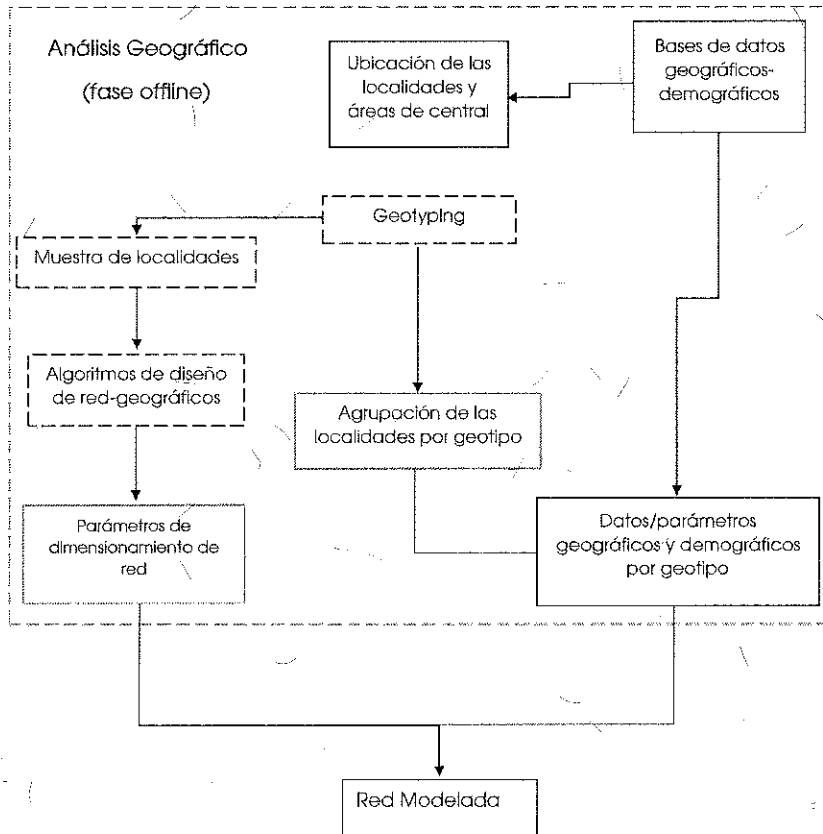 Análisis Geográfico
(fase offline)
Ubicación de las
localidades y
áreas de central
Bases de datos
geográficos-
demográficos
Geotyping
Muestra de localidades
Algoritmos de diseño
de red-geográficos
Agrupación de las
localidades por geotipo
Parámetros de
dimensionamiento de
red
Datos/parámetros
geográficos y demográficos
por geotipo
Red Modelada